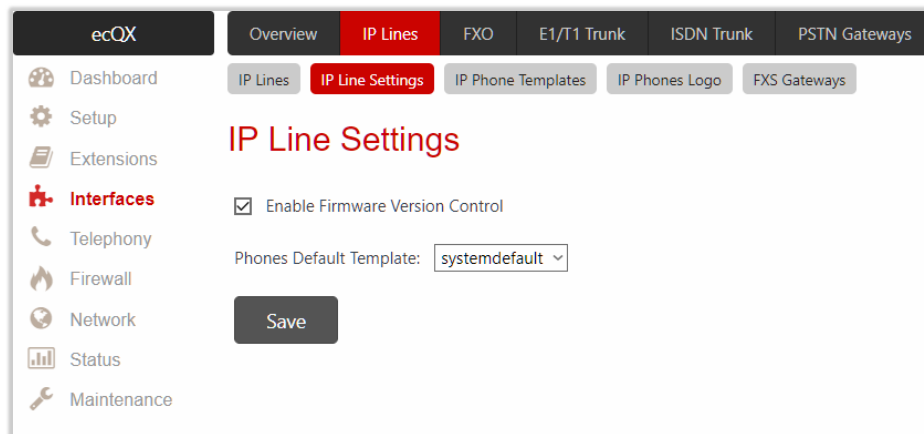 ecQX
Overview IP Lines FXO E1/T1 Trunk ISDN Trunk PSTN Gateways
Dashboard
Setup
Extensions
Interfaces
Telephony
Firewall
Network
Status
Maintenance
IP Lines IP Line Settings IP Phone Templates IP Phones Logo FXS Gateways
IP Line Settings
Enable Firmware Version Control
Phones Default Template: systemdefault
Save